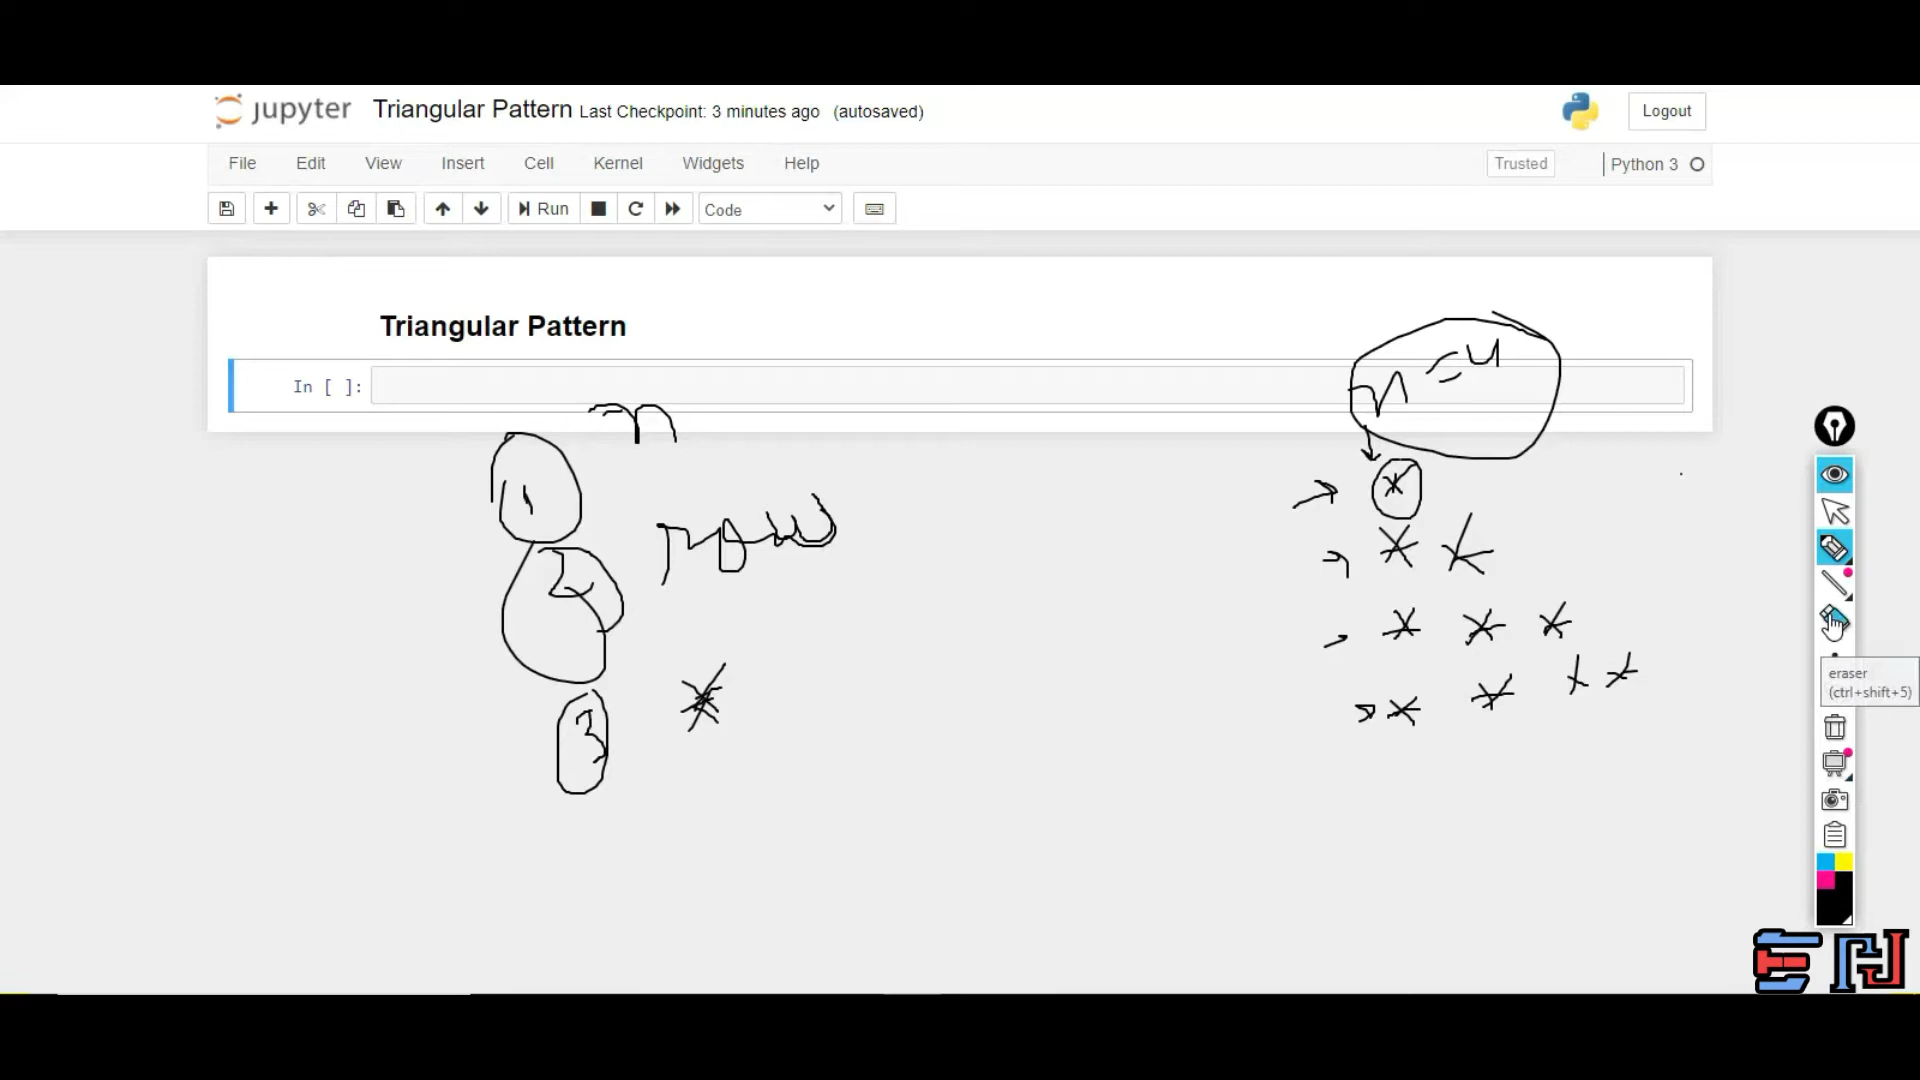 jupyter Triangular Pattern Last Checkpoint: 3 minutes ago (autosaved)
Logout
File Edit View Insert Cell Kernel Widgets Help
Trusted Python 3
Run Code
Triangular Pattern
In [ ]:
n =4
n
1
row
2
3
*
* *
* * *
* * * *
*
eraser
(ctrl+shift+5)